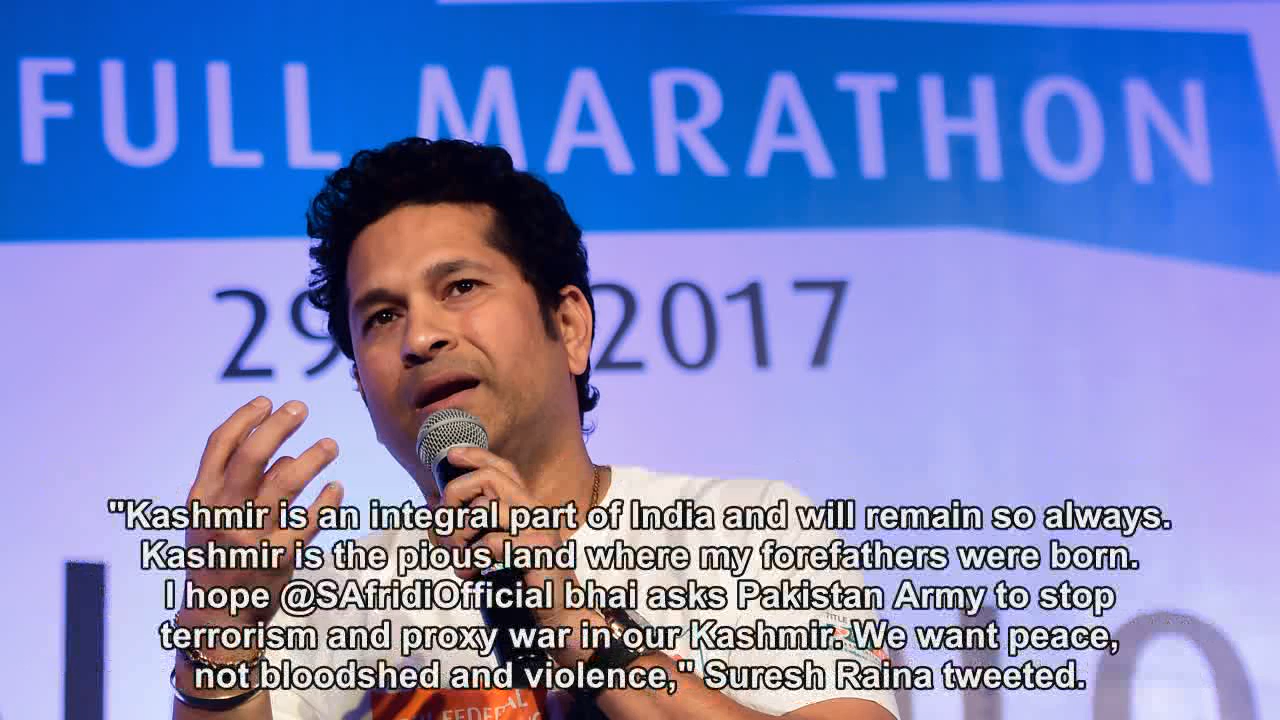 FULL MARATHON
29 2017
"Kashmir is an integral part of India and will remain so always.
Kashmir is the pious land where my forefathers were born.
I hope @SAfridiOfficial bhai asks Pakistan Army to stop
TITLE
terrorism and proxy war in our Kashmir. We want peace,
not bloodshed and violence," Suresh Raina tweeted.